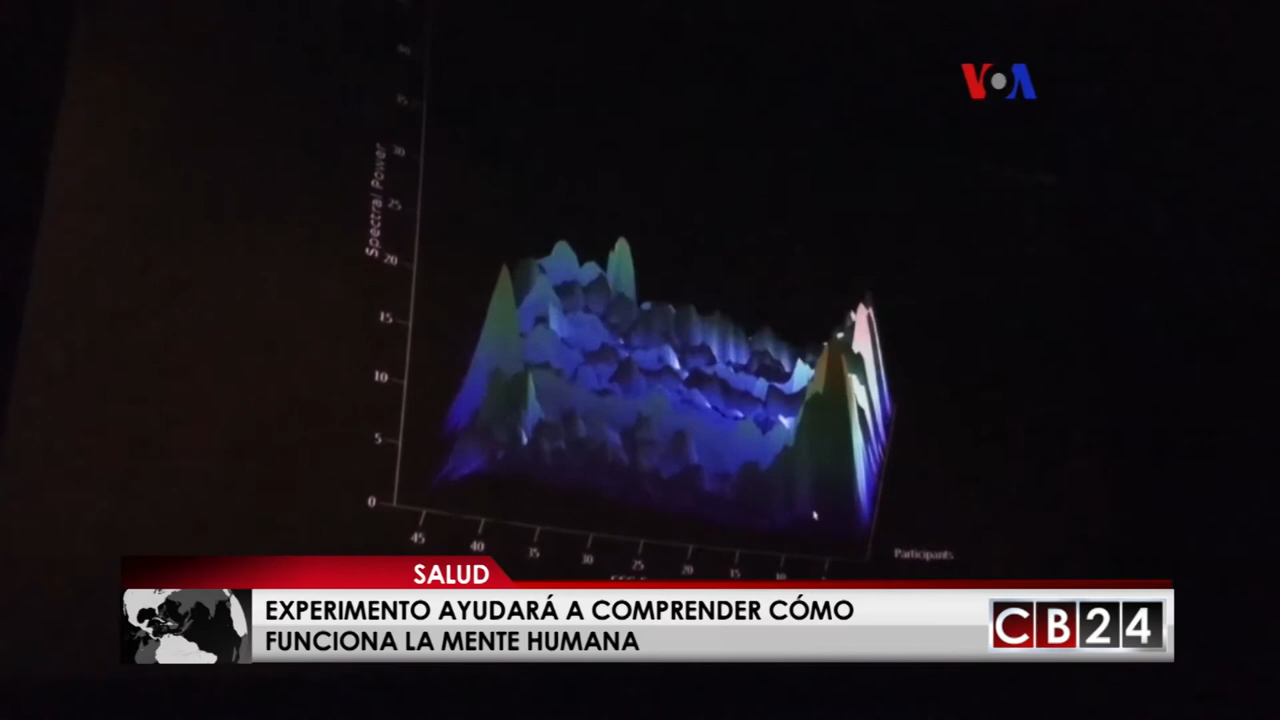 VOA
35
30
25
20
15
10
5
0
Spectral Power
45
40
35
30
25
20
15
10
Participants
SALUD
EXPERIMENTO AYUDARÁ A COMPRENDER CÓMO
FUNCIONA LA MENTE HUMANA
CB24